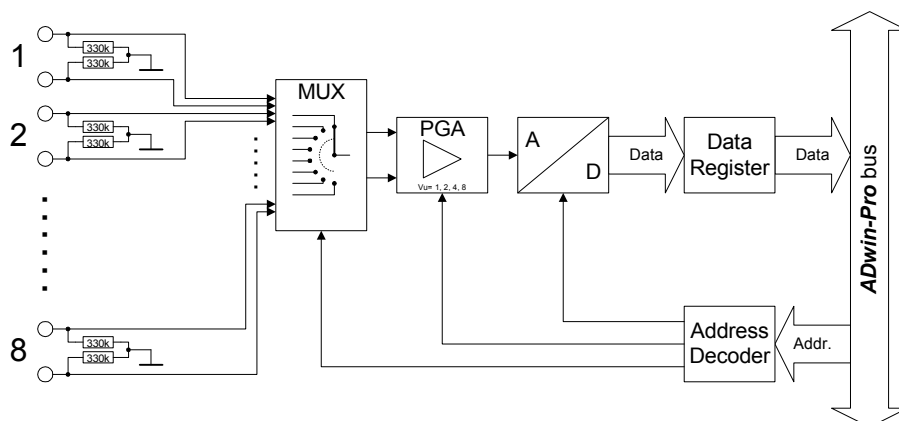 1
330k
330k
2
330k
330k
8
330k
330k
MUX
PGA
Vu= 1, 2, 4, 8
A
D
Data
Data
Register
Data
Address
Decoder
Addr.
ADwin-Pro bus